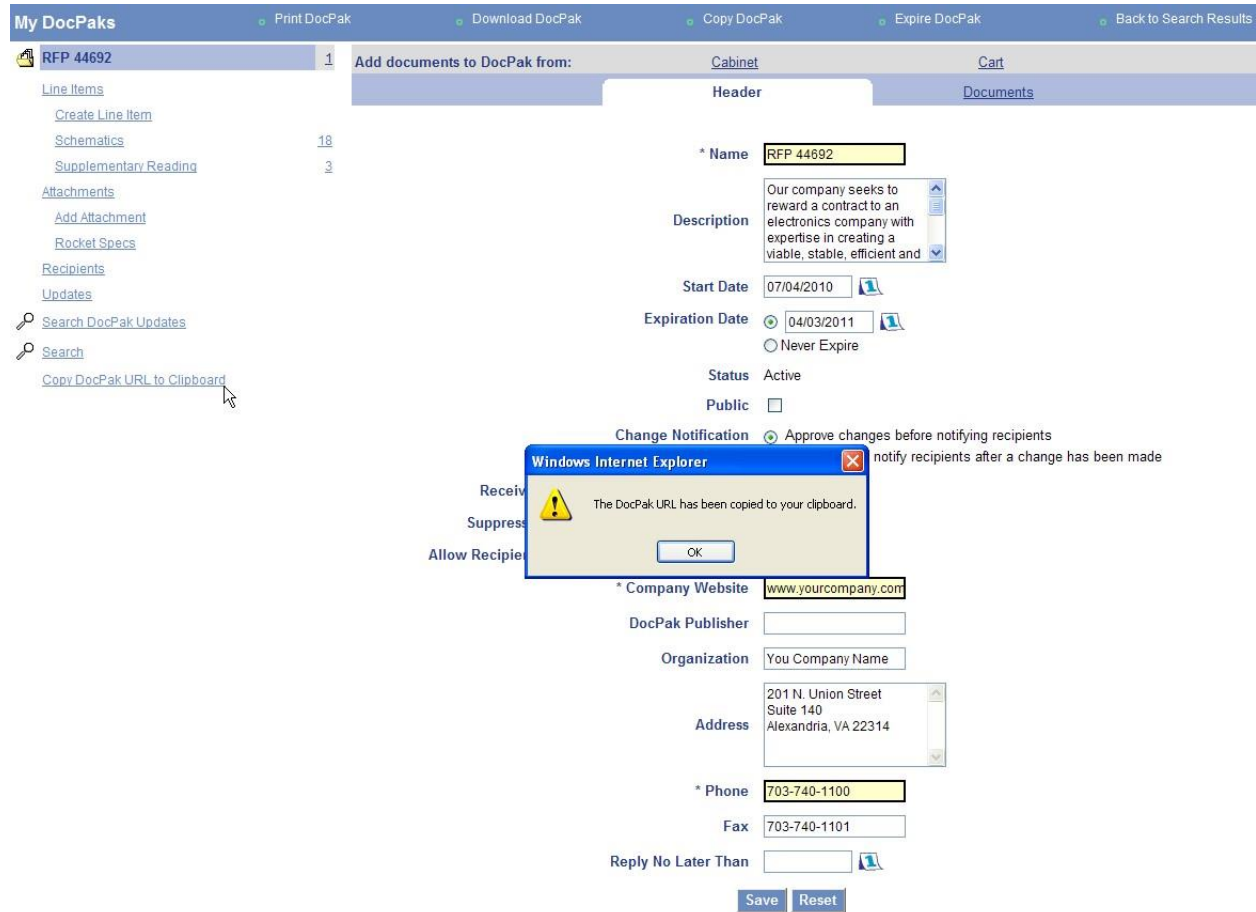 My DocPaks
Print DocPak
Download DocPak
Copy DocPak
Expire DocPak
Back to Search Results
RFP 44692 1
Line Items
Create Line Item
Schematics 18
Supplementary Reading 3
Attachments
Add Attachment
Rocket Specs
Recipients
Updates
Search DocPak Updates
Search
Copy DocPak URL to Clipboard
Add documents to DocPak from: Cabinet Cart
Header Documents
* Name RFP 44692
Description
Our company seeks to
reward a contract to an
electronics company with
expertise in creating a
viable, stable, efficient and
Start Date 07/04/2010
Expiration Date 04/03/2011
Never Expire
Status Active
Public
Change Notification Approve changes before notifying recipients
notify recipients after a change has been made
Receiv
Suppress
Allow Recipie
Windows Internet Explorer
The DocPak URL has been copied to your clipboard.
OK
* Company Website www.yourcompany.com
DocPak Publisher
Organization You Company Name
Address
201 N. Union Street
Suite 140
Alexandria, VA 22314
* Phone 703-740-1100
Fax 703-740-1101
Reply No Later Than
Save Reset